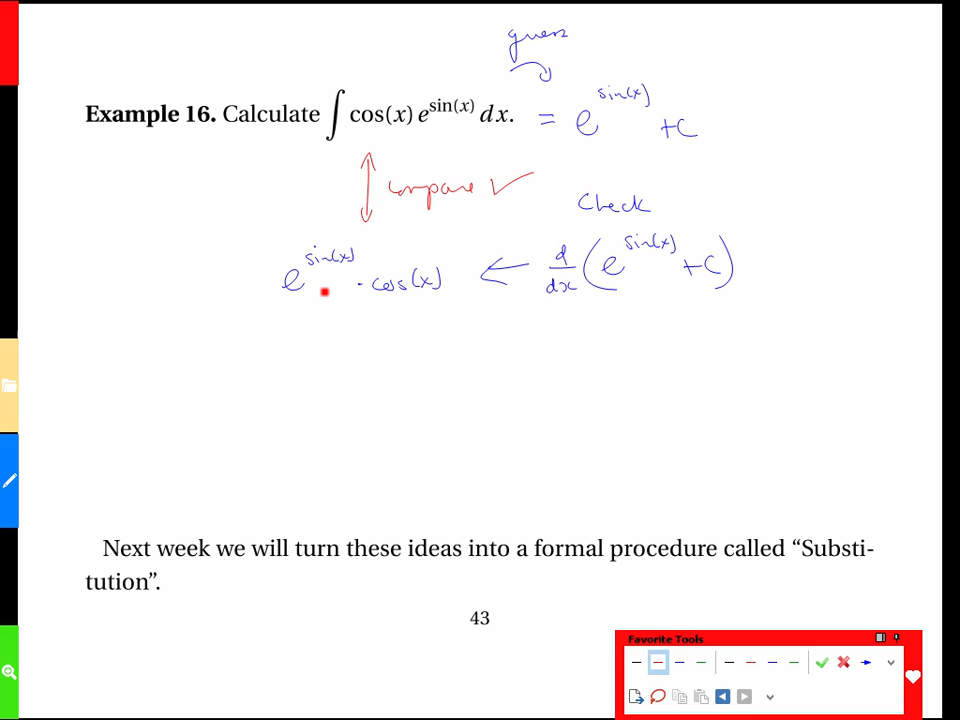 guess
Example 16. Calculate ∫ cos(x) e^sin(x) dx. = e^sin(x) + C
compare ✓
Check
e^sin(x) · cos(x) ← d/dx (e^sin(x) + C)
Next week we will turn these ideas into a formal procedure called “Substi-
tution”.
43
Favorite Tools